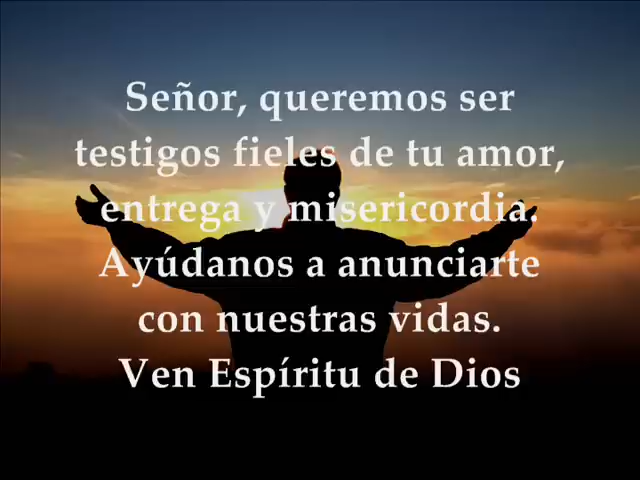 Señor, queremos ser
testigos fieles de tu amor,
entrega y misericordia.
Ayúdanos a anunciarte
con nuestras vidas.
Ven Espíritu de Dios